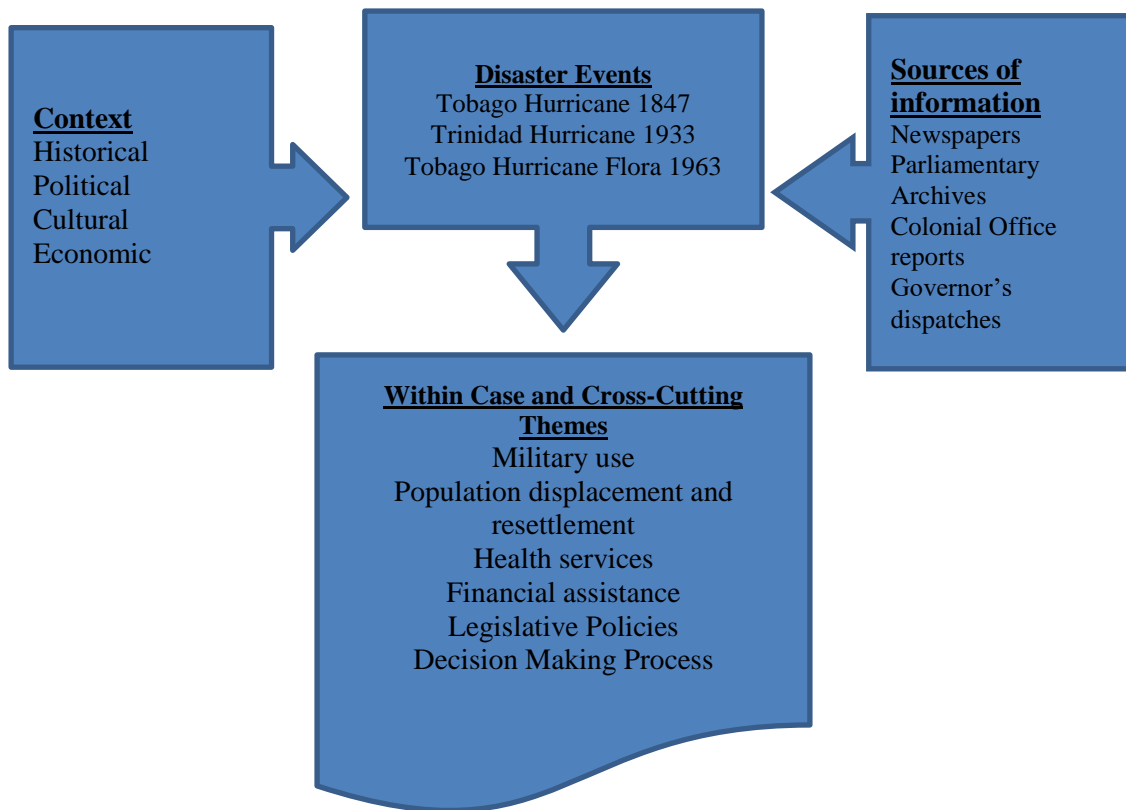 Context
Historical
Political
Cultural
Economic
Disaster Events
Tobago Hurricane 1847
Trinidad Hurricane 1933
Tobago Hurricane Flora 1963
Sources of
information
Newspapers
Parliamentary
Archives
Colonial Office
reports
Governor’s
dispatches
Within Case and Cross-Cutting
Themes
Military use
Population displacement and
resettlement
Health services
Financial assistance
Legislative Policies
Decision Making Process